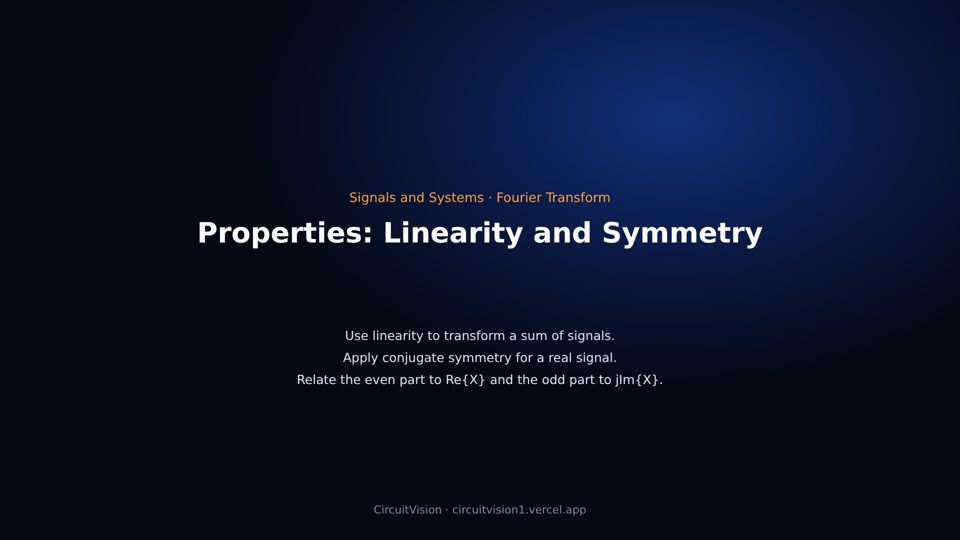 Signals and Systems · Fourier Transform
Properties: Linearity and Symmetry
Use linearity to transform a sum of signals.
Apply conjugate symmetry for a real signal.
Relate the even part to Re{X} and the odd part to jIm{X}.
CircuitVision · circuitvision1.vercel.app